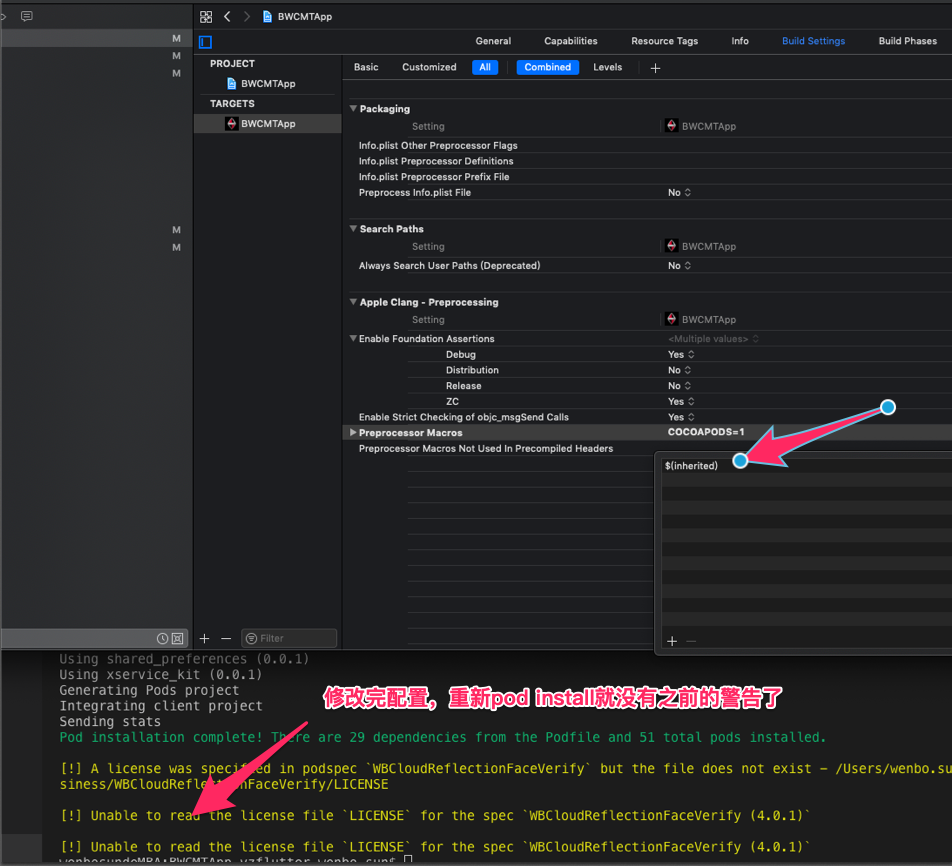 BWCMTApp
M
M
M
M
M
General Capabilities Resource Tags Info Build Settings Build Phases
PROJECT
BWCMTApp
TARGETS
BWCMTApp
Basic Customized All Combined Levels +
Packaging
Setting BWCMTApp
Info.plist Other Preprocessor Flags
Info.plist Preprocessor Definitions
Info.plist Preprocessor Prefix File
Preprocess Info.plist File No
Search Paths
Setting BWCMTApp
Always Search User Paths (Deprecated) No
Apple Clang - Preprocessing
Setting BWCMTApp
Enable Foundation Assertions <Multiple values>
Debug Yes
Distribution No
Release No
ZC Yes
Enable Strict Checking of objc_msgSend Calls Yes
Preprocessor Macros COCOAPODS=1
Preprocessor Macros Not Used In Precompiled Headers
$(inherited)
+ —
+ — Filter
Using shared_preferences (0.0.1)
Using xservice_kit (0.0.1)
Generating Pods project
Integrating client project
Sending stats
修改完配置，重新pod install就没有之前的警告了
Pod installation complete! There are 29 dependencies from the Podfile and 51 total pods installed.
[!] A license was specified in podspec `WBCloudReflectionFaceVerify` but the file does not exist - /Users/wenbo.su
siness/WBCloudReflectionFaceVerify/LICENSE
[!] Unable to read the license file `LICENSE` for the spec `WBCloudReflectionFaceVerify (4.0.1)`
[!] Unable to read the license file `LICENSE` for the spec `WBCloudReflectionFaceVerify (4.0.1)`